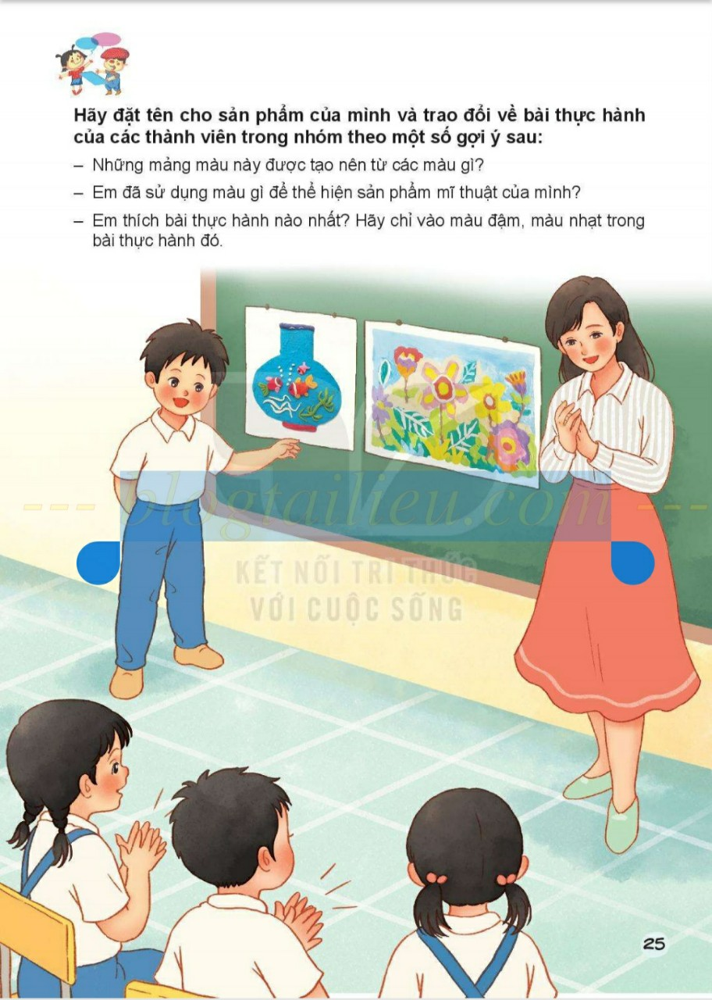 Hãy đặt tên cho sản phẩm của mình và trao đổi về bài thực hành
của các thành viên trong nhóm theo một số gợi ý sau:
– Những mảng màu này được tạo nên từ các màu gì?
– Em đã sử dụng màu gì để thể hiện sản phẩm mĩ thuật của mình?
– Em thích bài thực hành nào nhất? Hãy chỉ vào màu đậm, màu nhạt trong
bài thực hành đó.
--- blogtailieu.com ---
KẾT NỐI TRI THỨC
VỚI CUỘC SỐNG
25